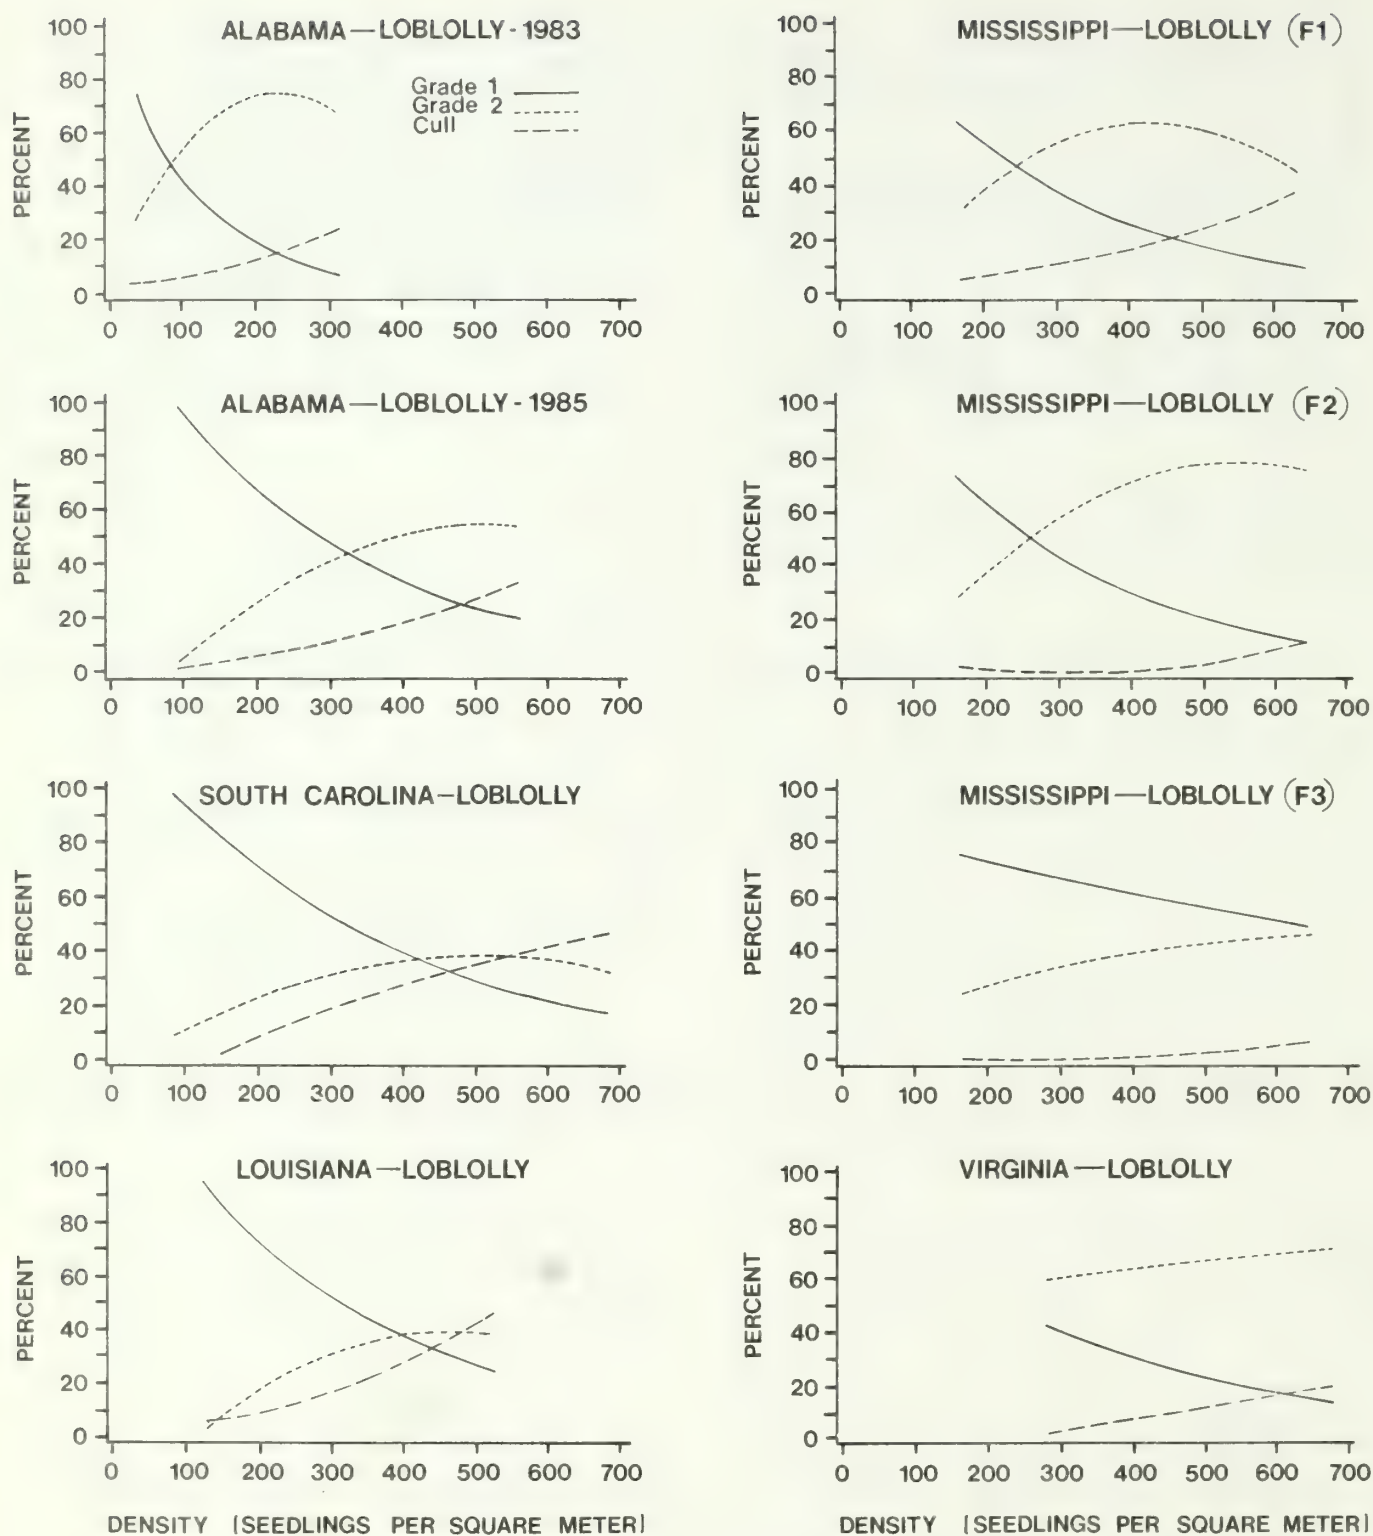 ALABAMA—LOBLOLLY-1983
PERCENT
100
80
60
40
20
0
0 100 200 300 400 500 600 700
Grade 1
Grade 2
Cull
MISSISSIPPI—LOBLOLLY (F1)
PERCENT
100
80
60
40
20
0
0 100 200 300 400 500 600 700
ALABAMA—LOBLOLLY-1985
PERCENT
100
80
60
40
20
0
0 100 200 300 400 500 600 700
MISSISSIPPI—LOBLOLLY (F2)
PERCENT
100
80
60
40
20
0
0 100 200 300 400 500 600 700
SOUTH CAROLINA—LOBLOLLY
PERCENT
100
80
60
40
20
0
0 100 200 300 400 500 600 700
MISSISSIPPI—LOBLOLLY (F3)
PERCENT
100
80
60
40
20
0
0 100 200 300 400 500 600 700
LOUISIANA—LOBLOLLY
PERCENT
100
80
60
40
20
0
0 100 200 300 400 500 600 700
DENSITY [SEEDLINGS PER SQUARE METER]
VIRGINIA—LOBLOLLY
PERCENT
100
80
60
40
20
0
0 100 200 300 400 500 600 700
DENSITY [SEEDLINGS PER SQUARE METER]